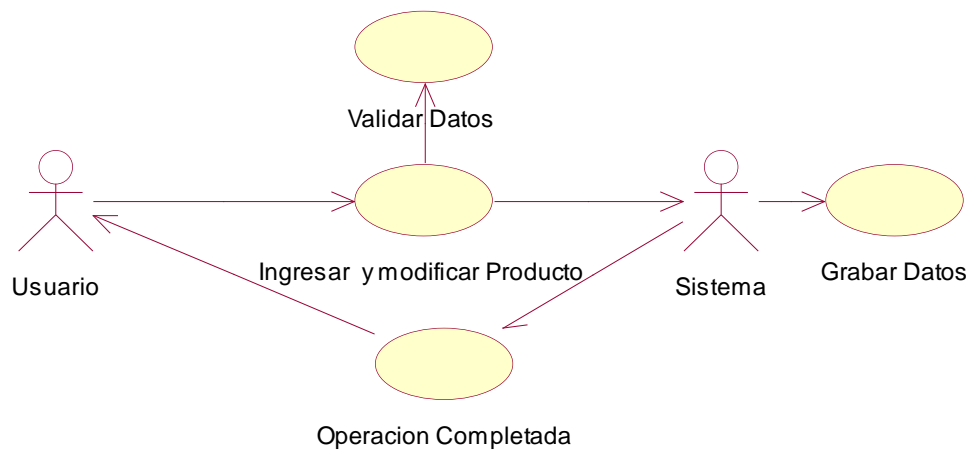 Validar Datos
Usuario
Ingresar y modificar Producto
Sistema
Grabar Datos
Operacion Completada